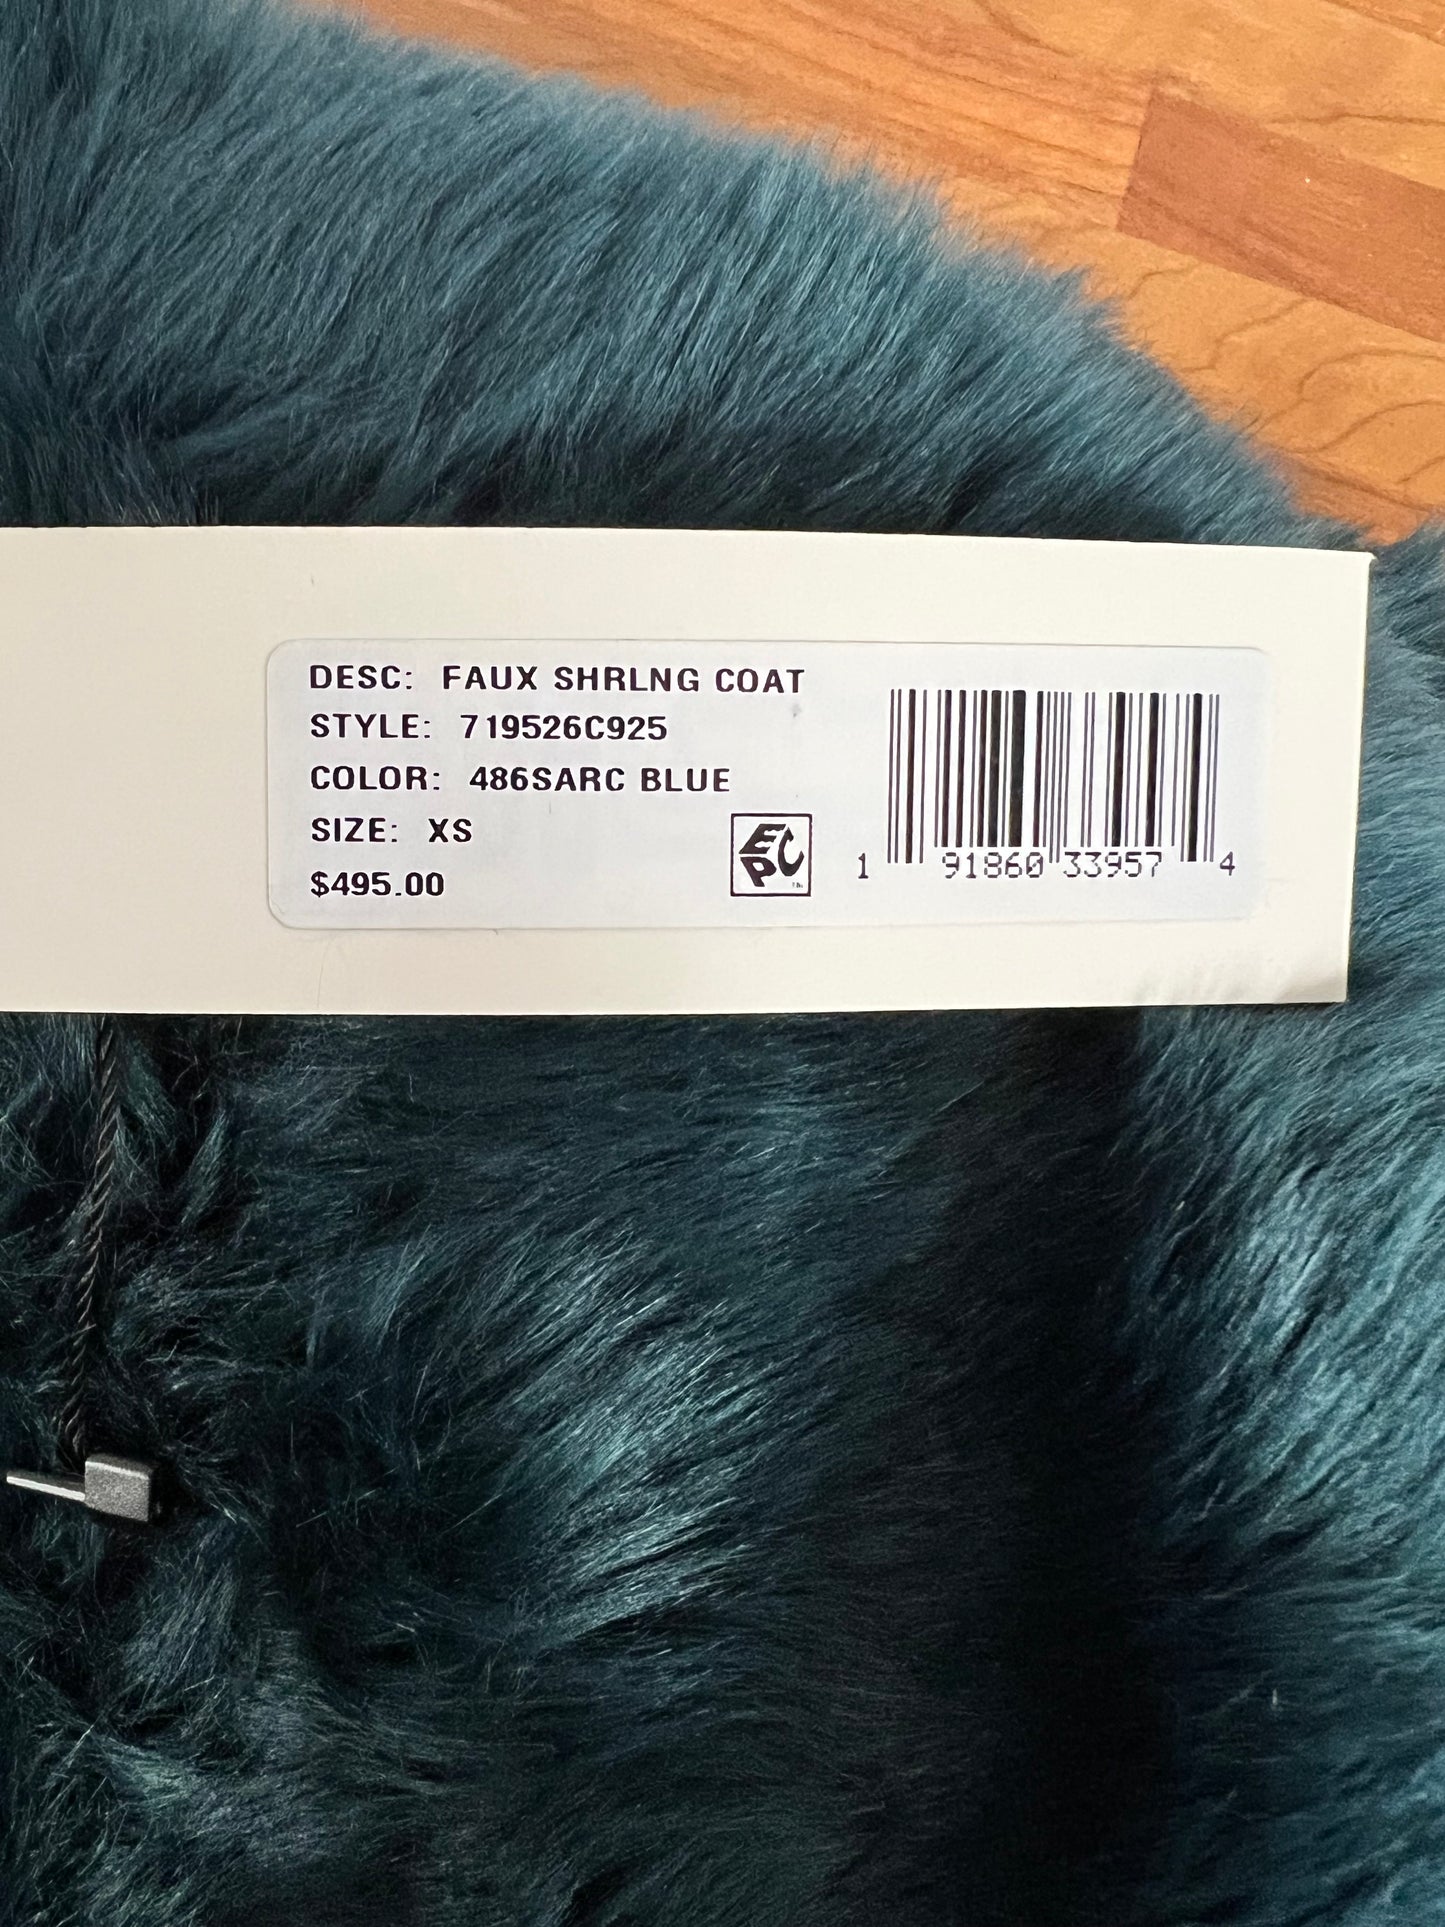 DESC: FAUX SHRLNG COAT
STYLE: 719526C925
COLOR: 486SARC BLUE
SIZE: XS
$495.00
EPC
1 91860 33957 4